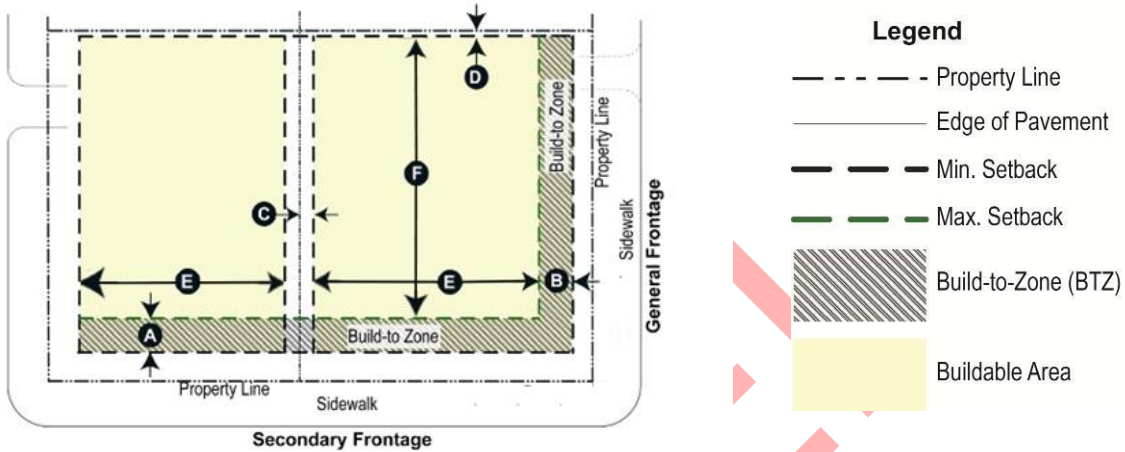 D
Build-to Zone
Property Line
F
C
Sidewalk
General Frontage
E
E
B
A
Build-to Zone
Property Line
Sidewalk
Secondary Frontage
Legend
Property Line
Edge of Pavement
Min. Setback
Max. Setback
Build-to-Zone (BTZ)
Buildable Area